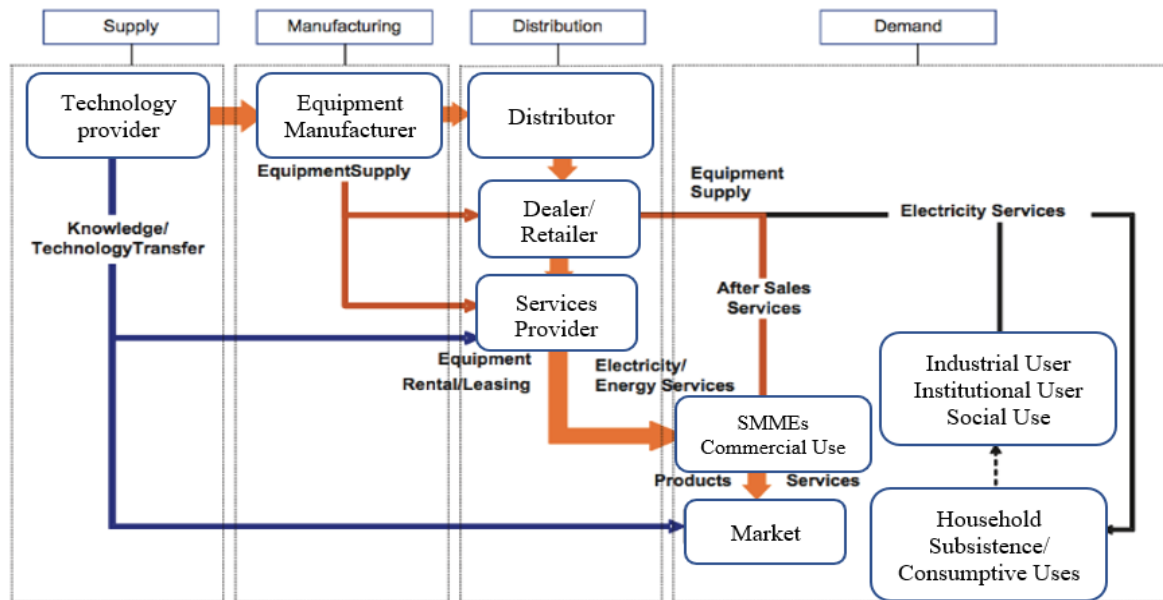 Supply
Manufacturing
Distribution
Demand
Technology
provider
Equipment
Manufacturer
Distributor
EquipmentSupply
Equipment
Supply
Dealer/
Retailer
Electricity Services
Knowledge/
TechnologyTransfer
After Sales
Services
Services
Provider
Equipment
Rental/Leasing
Electricity/
Energy Services
Industrial User
Institutional User
Social Use
SMMEs
Commercial Use
Products
Services
Market
Household
Subsistence/
Consumptive Uses